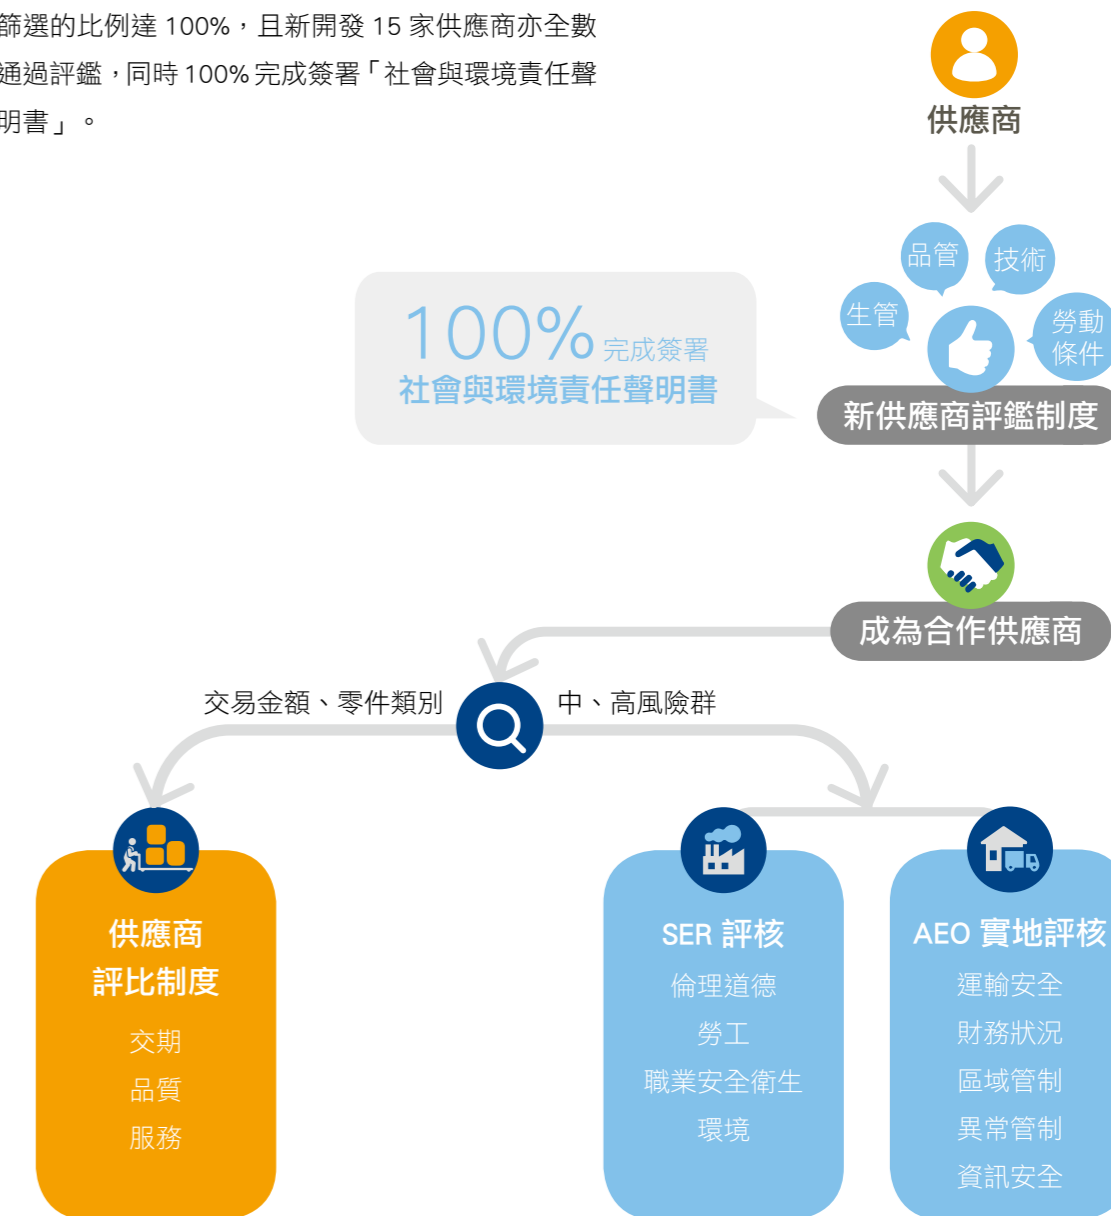 篩選的比例達 100%，且新開發 15 家供應商亦全數
通過評鑑，同時 100% 完成簽署「社會與環境責任聲
明書」。
供應商
品管
技術
生管
勞動
條件
100% 完成簽署
社會與環境責任聲明書
新供應商評鑑制度
成為合作供應商
交易金額、零件類別
中、高風險群
供應商
評比制度
交期
品質
服務
SER 評核
倫理道德
勞工
職業安全衛生
環境
AEO 實地評核
運輸安全
財務狀況
區域管制
異常管制
資訊安全